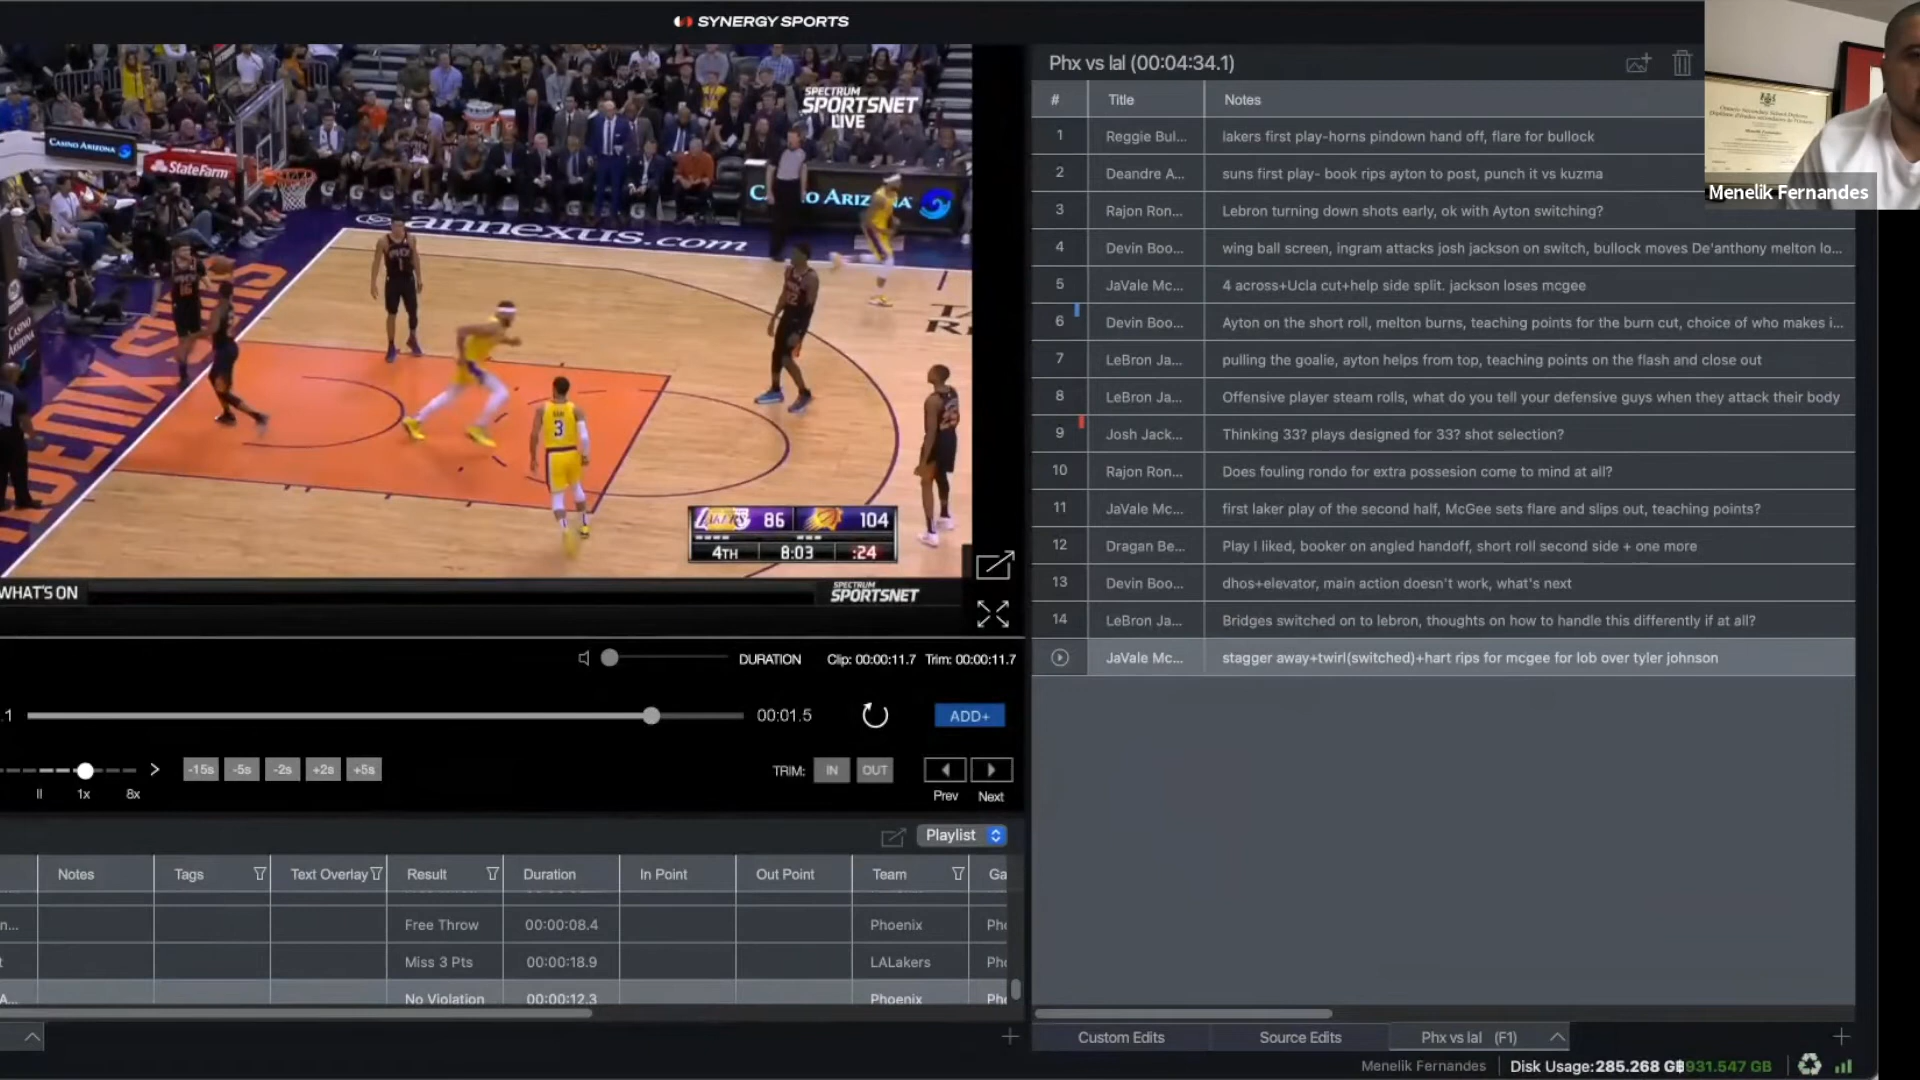 SYNERGY SPORTS
SPECTRUM
SPORTSNET
LIVE
CASINO ARIZONA
StateFarm
annexus.com
PHOENIX SUNS
3
LAKERS 86 104
4TH 8:03 :24
WHAT'S ON
SPECTRUM
SPORTSNET
DURATION Clip: 00:00:11.7 Trim: 00:00:11.7
.1 00:01.5 ADD+
-15s -5s -2s +2s +5s
TRIM: IN OUT
II 1x 8x
Prev Next
Playlist
Notes Tags Text Overlay Result Duration In Point Out Point Team Ga
n... Free Throw 00:00:08.4 Phoenix Pho
t Miss 3 Pts 00:00:18.9 LALakers Pho
A... No Violation 00:00:12.3 Phoenix Pho
Phx vs lal (00:04:34.1)
# Title Notes
1 Reggie Bul... lakers first play-horns pindown hand off, flare for bullock
2 Deandre A... suns first play- book rips ayton to post, punch it vs kuzma
3 Rajon Ron... Lebron turning down shots early, ok with Ayton switching?
4 Devin Boo... wing ball screen, ingram attacks josh jackson on switch, bullock moves De'anthony melton lo...
5 JaVale Mc... 4 across+Ucla cut+help side split. jackson loses mcgee
6 Devin Boo... Ayton on the short roll, melton burns, teaching points for the burn cut, choice of who makes i...
7 LeBron Ja... pulling the goalie, ayton helps from top, teaching points on the flash and close out
8 LeBron Ja... Offensive player steam rolls, what do you tell your defensive guys when they attack their body
9 Josh Jack... Thinking 33? plays designed for 33? shot selection?
10 Rajon Ron... Does fouling rondo for extra possesion come to mind at all?
11 JaVale Mc... first laker play of the second half, McGee sets flare and slips out, teaching points?
12 Dragan Be... Play I liked, booker on angled handoff, short roll second side + one more
13 Devin Boo... dhos+elevator, main action doesn't work, what's next
14 LeBron Ja... Bridges switched on to lebron, thoughts on how to handle this differently if at all?
JaVale Mc... stagger away+twirl(switched)+hart rips for mcgee for lob over tyler johnson
Custom Edits Source Edits Phx vs lal (F1)
Menelik Fernandes Disk Usage: 285.268 GB 931.547 GB
Menelik Fernandes